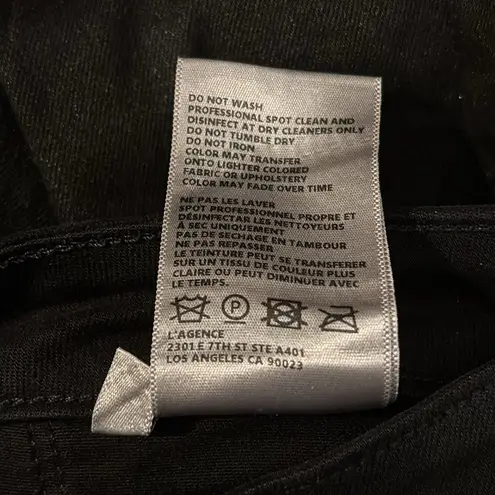 DO NOT WASH
PROFESSIONAL SPOT CLEAN AND
DISINFECT AT DRY CLEANERS ONLY
DO NOT TUMBLE DRY
DO NOT IRON
COLOR MAY TRANSFER
ONTO LIGHTER COLORED
FABRIC OR UPHOLSTERY
COLOR MAY FADE OVER TIME
NE PAS LES LAVER
SPOT PROFESSIONNEL PROPRE ET
DÉSINFECTAR LES NETTOYEURS
À SEC UNIQUEMENT
PAS DE SECHAGE EN TAMBOUR
NE PAS REPASSER
LE TEINTURE PEUT SE TRANSFERER
SUR UN TISSU DE COULEUR PLUS
CLAIRE OU PEUT DIMINUER AVEC
LE TEMPS.
P
L'AGENCE
2301 E 7TH ST STE A401
LOS ANGELES CA 90023